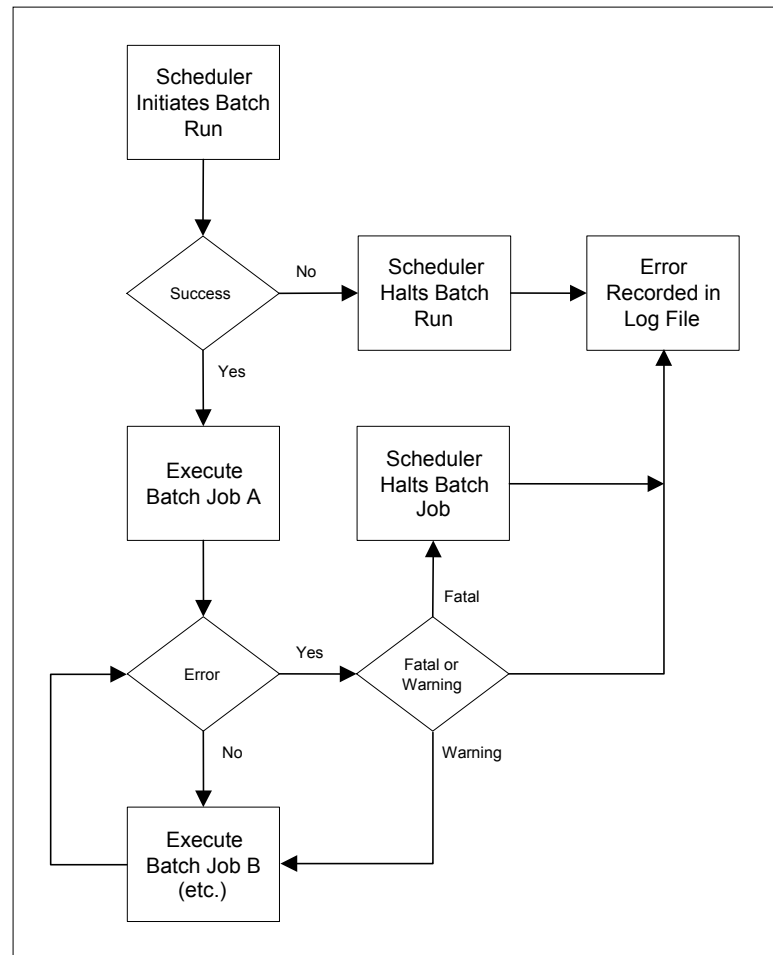 Scheduler
Initiates Batch
Run
Success
No
Scheduler
Halts Batch
Run
Error
Recorded in
Log File
Yes
Execute
Batch Job A
Scheduler
Halts Batch
Job
Fatal
Error
Yes
Fatal or
Warning
No
Warning
Execute
Batch Job B
(etc.)